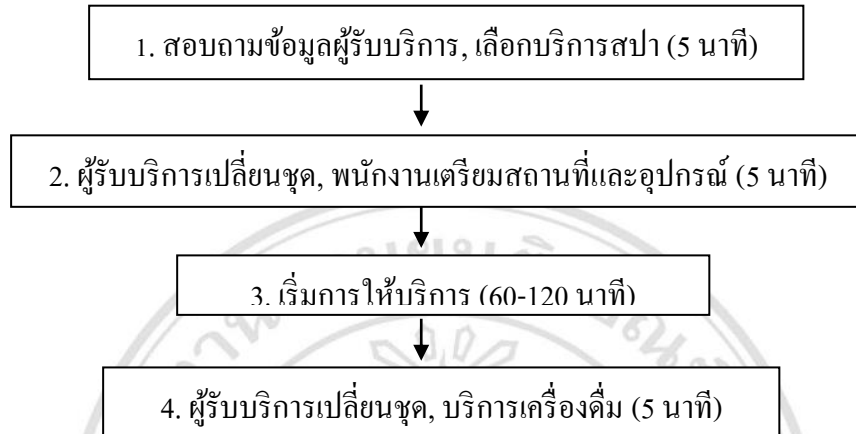 1. สอบถามข้อมูลผู้รับบริการ, เลือกบริการสปา (5 นาที)
2. ผู้รับบริการเปลี่ยนชุด, พนักงานเตรียมสถานที่และอุปกรณ์ (5 นาที)
3. เริ่มการให้บริการ (60-120 นาที)
4. ผู้รับบริการเปลี่ยนชุด, บริการเครื่องดื่ม (5 นาที)